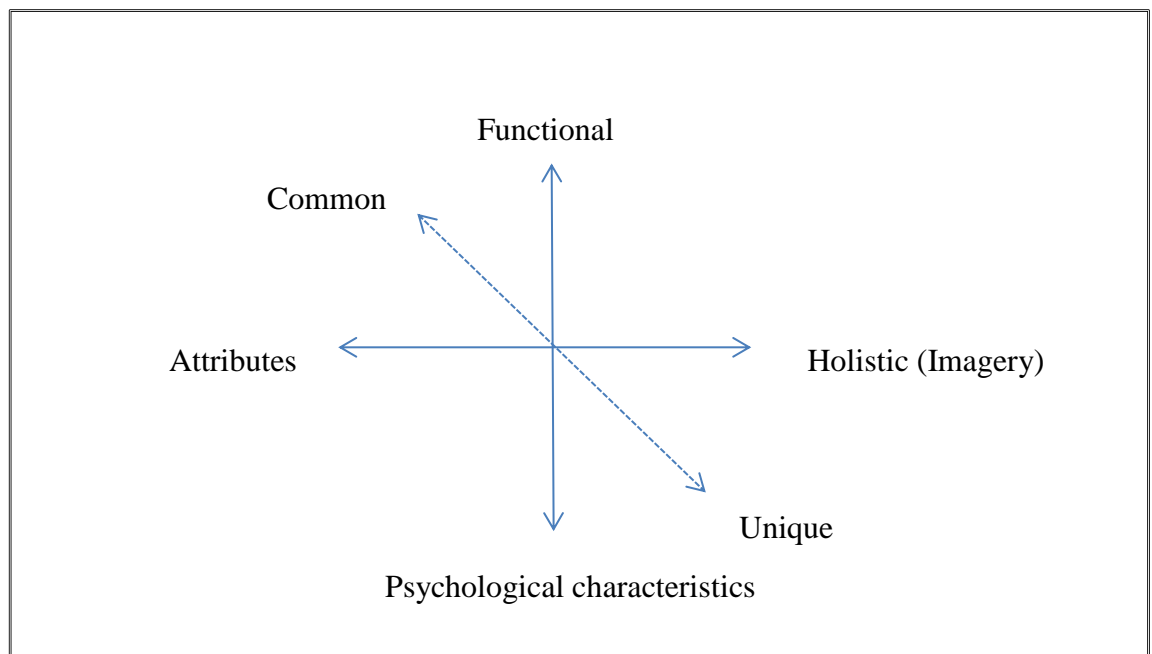 Functional
Common
Attributes
Holistic (Imagery)
Unique
Psychological characteristics